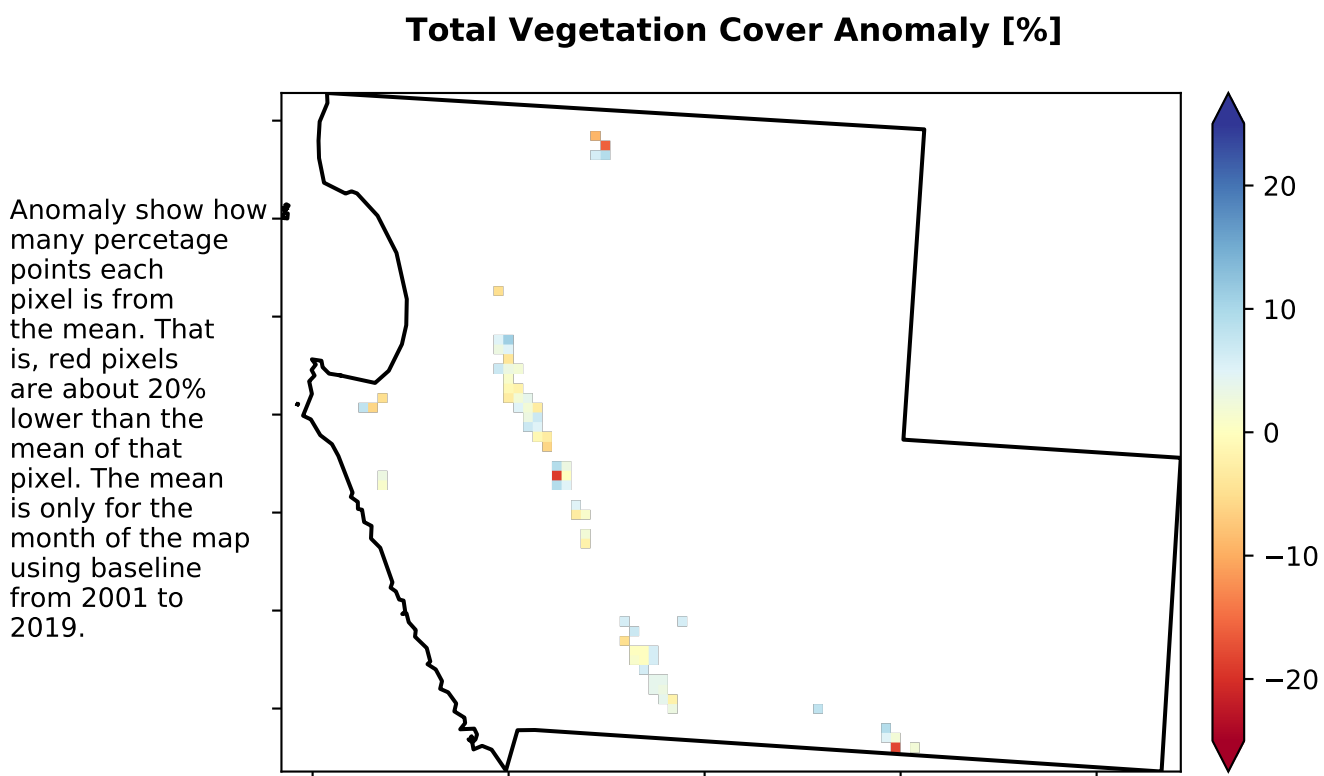 Total Vegetation Cover Anomaly [%]
Anomaly show how
many percetage
points each
pixel is from
the mean. That
is, red pixels
are about 20%
lower than the
mean of that
pixel. The mean
is only for the
month of the map
using baseline
from 2001 to
2019.
20
10
0
−10
−20